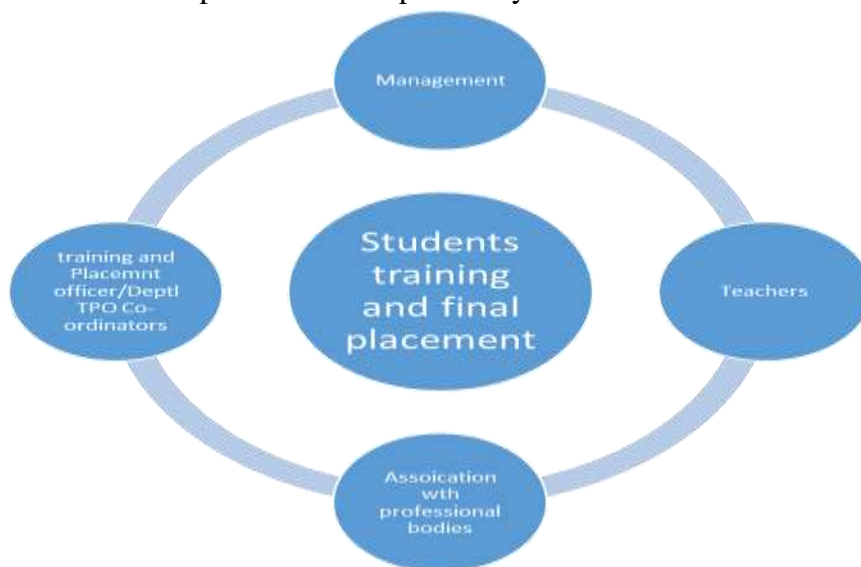 Management
training and
Placemnt
officer/Deptl
TPO Co-
ordinators
Students
training
and final
placement
Teachers
Assoication
wth
professional
bodies